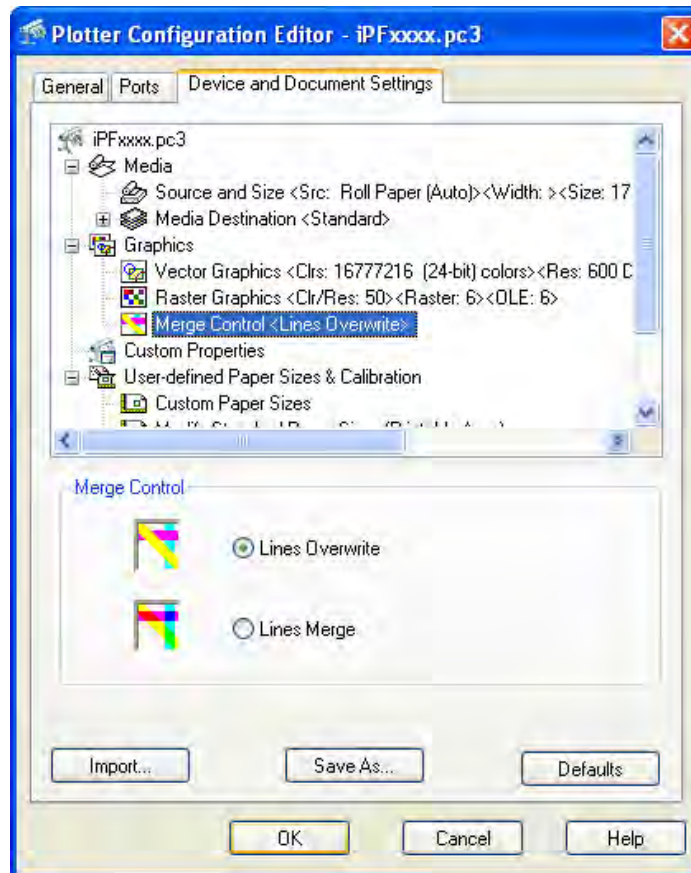 Plotter Configuration Editor - iPFxxxx.pc3
General Ports Device and Document Settings
iPFxxxx.pc3
Media
Source and Size <Src: Roll Paper (Auto)><Width: ><Size: 17
Media Destination <Standard>
Graphics
Vector Graphics <Clrs: 16777216 (24-bit) colors><Res: 600 D
Raster Graphics <Clr/Res: 50><Raster: 6><OLE: 6>
Merge Control <Lines Overwrite>
Custom Properties
User-defined Paper Sizes & Calibration
Custom Paper Sizes
Merge Control
Lines Overwrite
Lines Merge
Import... Save As... Defaults
OK Cancel Help